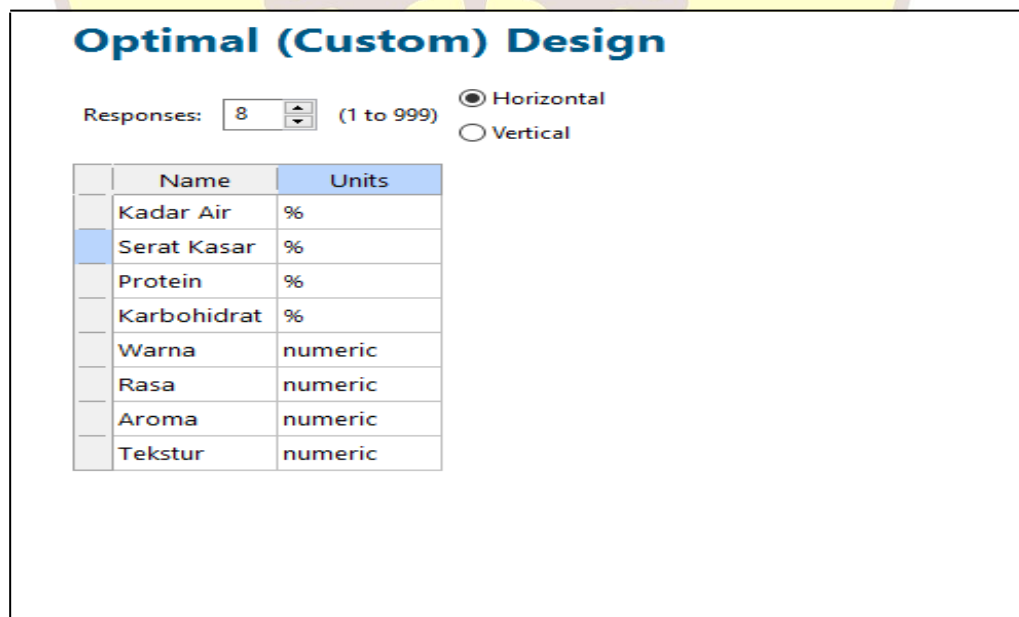 Optimal (Custom) Design
Responses: 8 (1 to 999)
Horizontal
Vertical
Name Units
Kadar Air %
Serat Kasar %
Protein %
Karbohidrat %
Warna numeric
Rasa numeric
Aroma numeric
Tekstur numeric